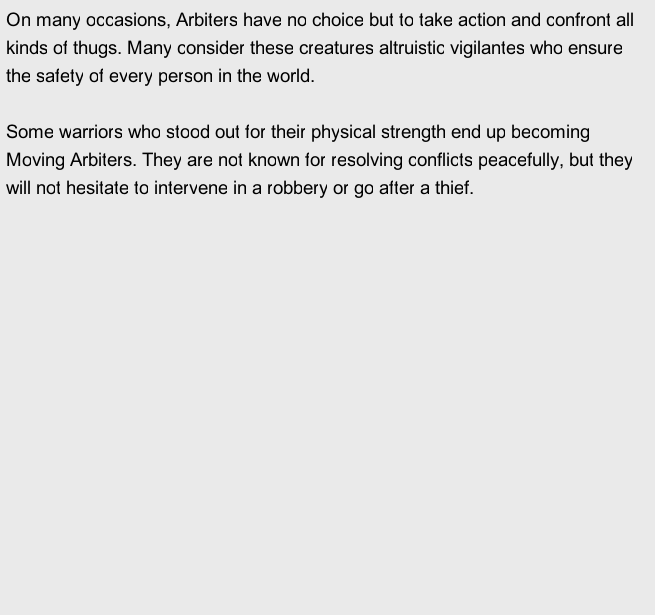 On many occasions, Arbiters have no choice but to take action and confront all
kinds of thugs. Many consider these creatures altruistic vigilantes who ensure
the safety of every person in the world.
Some warriors who stood out for their physical strength end up becoming
Moving Arbiters. They are not known for resolving conflicts peacefully, but they
will not hesitate to intervene in a robbery or go after a thief.